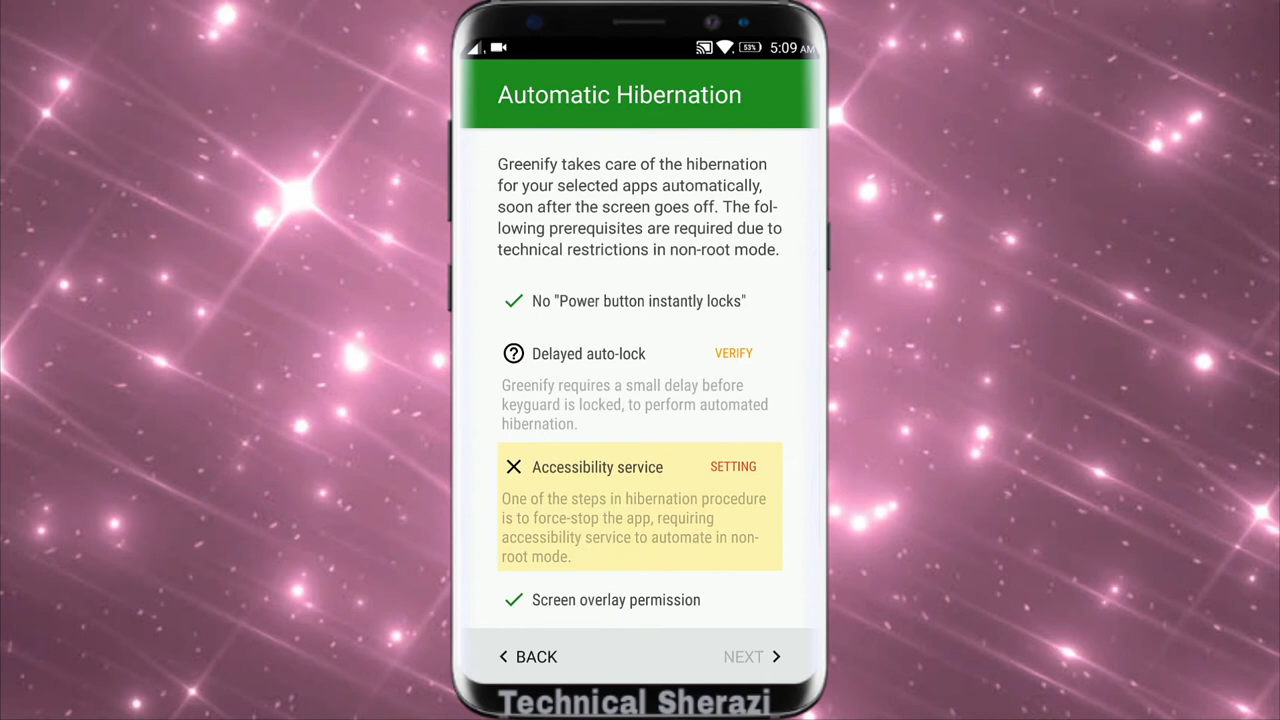 53% 5:09 AM
Automatic Hibernation
Greenify takes care of the hibernation
for your selected apps automatically,
soon after the screen goes off. The fol-
lowing prerequisites are required due to
technical restrictions in non-root mode.
No "Power button instantly locks"
Delayed auto-lock VERIFY
Greenify requires a small delay before
keyguard is locked, to perform automated
hibernation.
Accessibility service SETTING
One of the steps in hibernation procedure
is to force-stop the app, requiring
accessibility service to automate in non-
root mode.
Screen overlay permission
BACK NEXT
Technical Sherazi